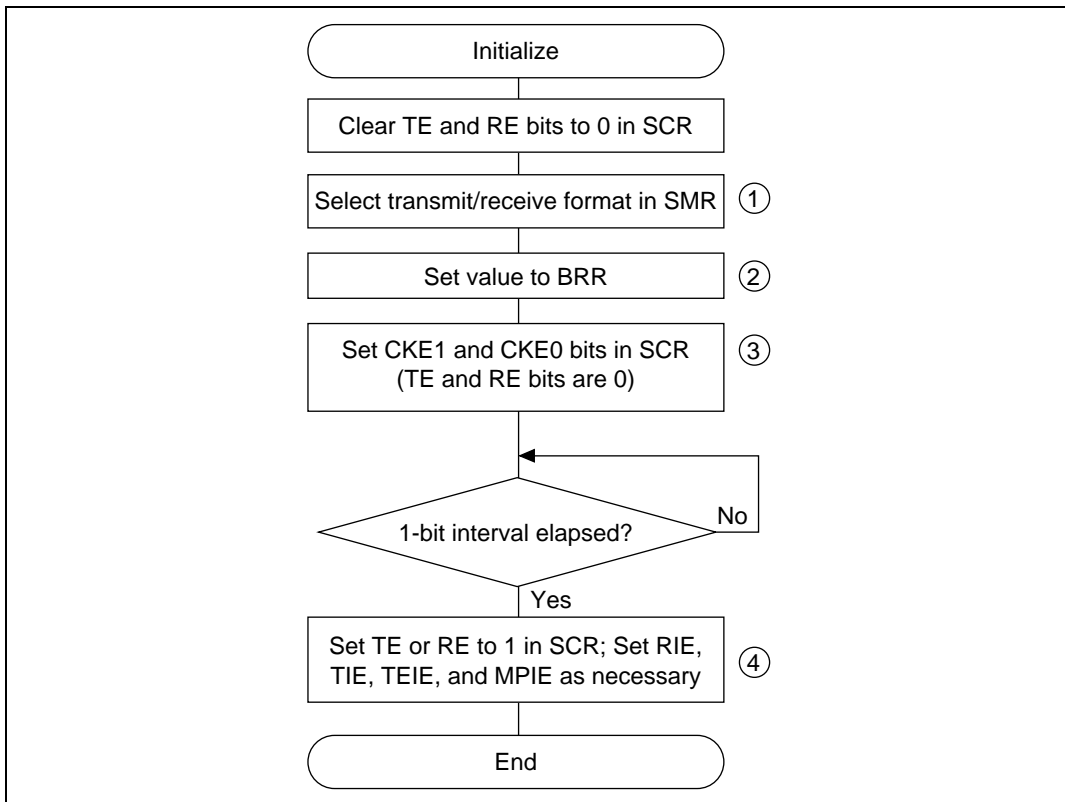 Initialize
Clear TE and RE bits to 0 in SCR
Select transmit/receive format in SMR
1
Set value to BRR
2
Set CKE1 and CKE0 bits in SCR
(TE and RE bits are 0)
3
1-bit interval elapsed?
No
Yes
Set TE or RE to 1 in SCR; Set RIE,
TIE, TEIE, and MPIE as necessary
4
End